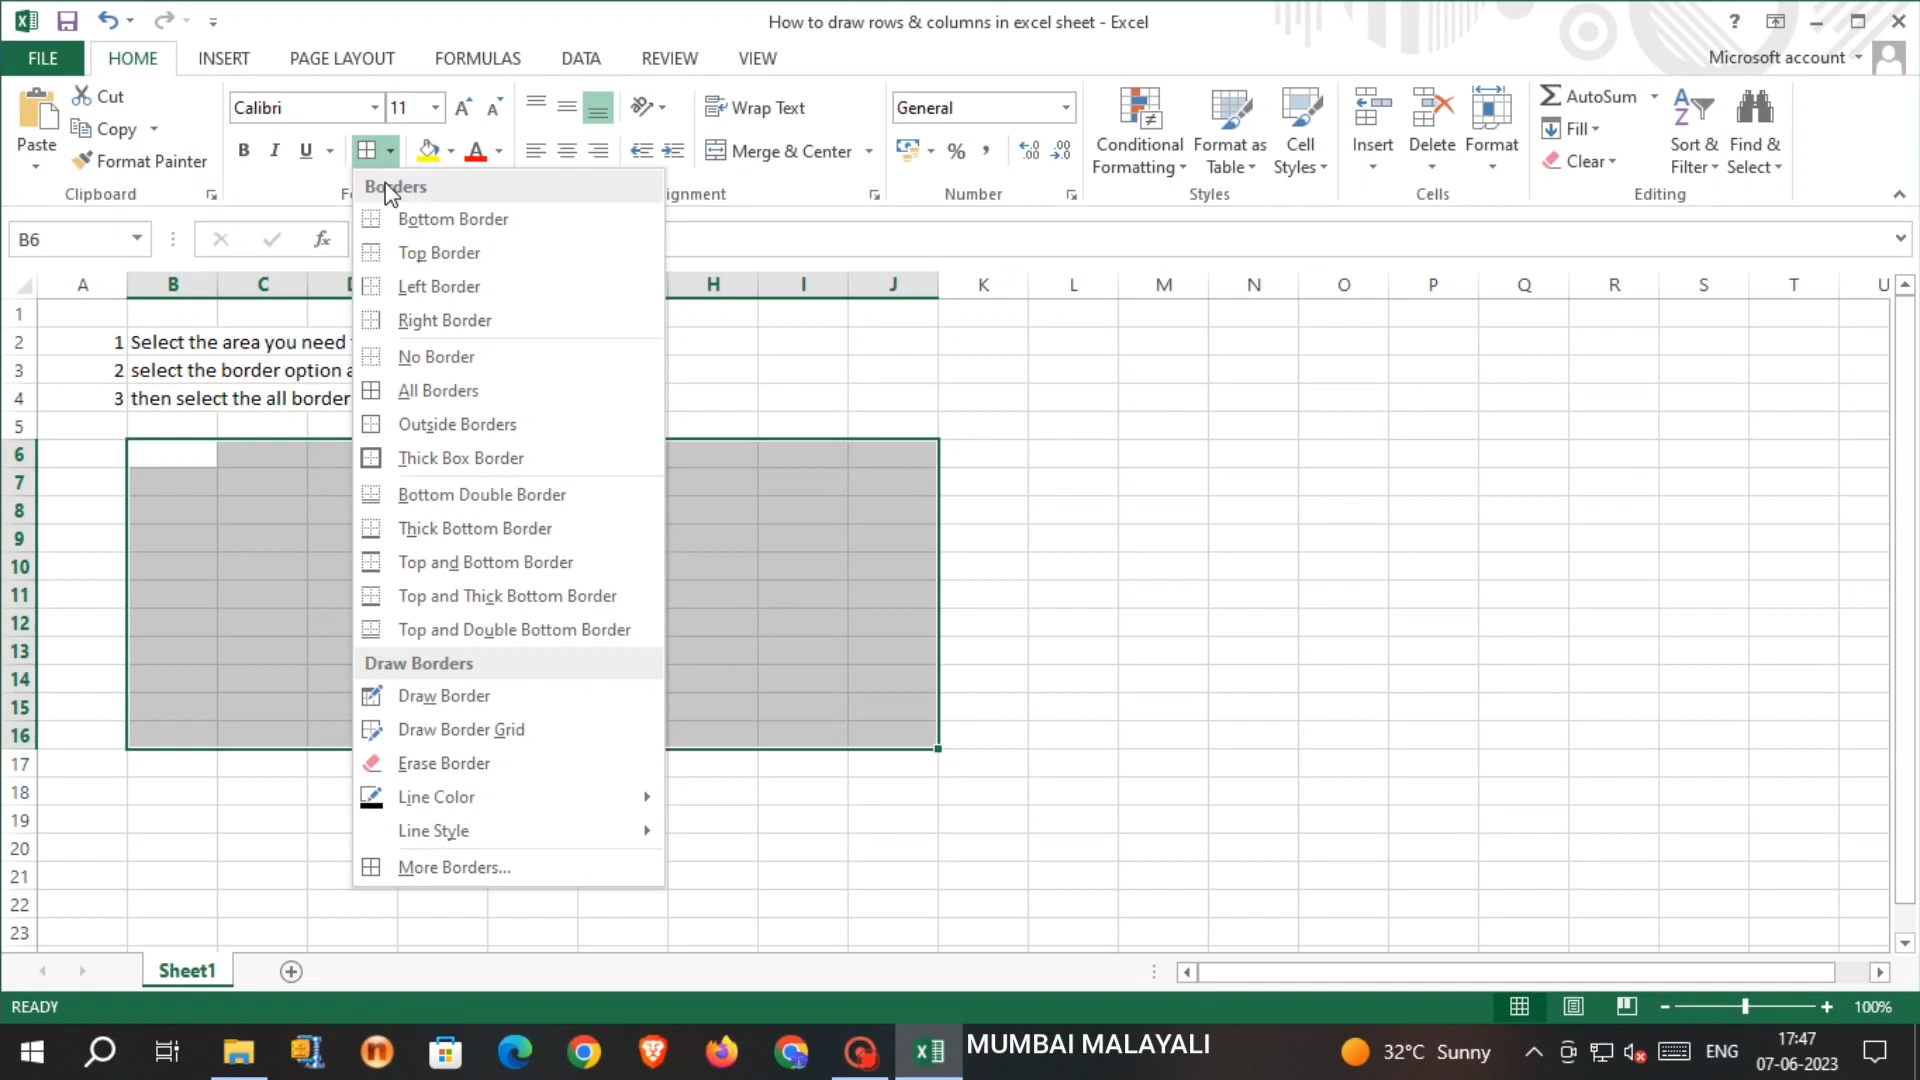 How to draw rows & columns in excel sheet - Excel
?
FILE
HOME
INSERT
PAGE LAYOUT
FORMULAS
DATA
REVIEW
VIEW
Microsoft account
Paste
Cut
Copy
Format Painter
Clipboard
Calibri
11
B I U
Wrap Text
Merge & Center
General
Number
Conditional
Formatting
Format as
Table
Cell
Styles
Styles
Insert
Delete
Format
Cells
AutoSum
Fill
Clear
Sort &
Filter
Find &
Select
Editing
B6
fx
A B C H I J K L M N O P Q R S T U
1
2
3
4
5
6
7
8
9
10
11
12
13
14
15
16
17
18
19
20
21
22
23
1 Select the area you need
2 select the border option
3 then select the all border
Borders
Bottom Border
Top Border
Left Border
Right Border
No Border
All Borders
Outside Borders
Thick Box Border
Bottom Double Border
Thick Bottom Border
Top and Bottom Border
Top and Thick Bottom Border
Top and Double Bottom Border
Draw Borders
Draw Border
Draw Border Grid
Erase Border
Line Color
Line Style
More Borders...
Sheet1
READY
100%
MUMBAI MALAYALI
32°C Sunny
ENG
17:47
07-06-2023